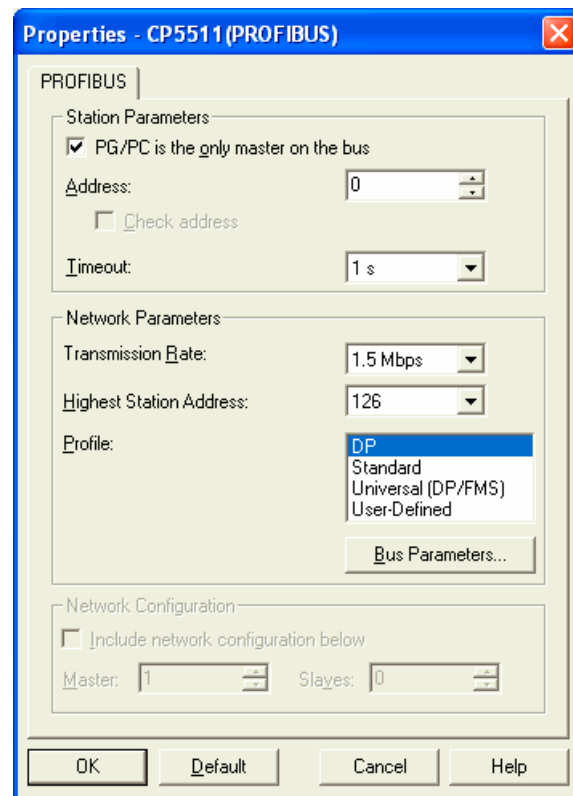 Properties - CP5511(PROFIBUS)
PROFIBUS
Station Parameters
PG/PC is the only master on the bus
Address: 0
Check address
Timeout: 1 s
Network Parameters
Transmission Rate: 1.5 Mbps
Highest Station Address: 126
Profile: DP
Standard
Universal (DP/FMS)
User-Defined
Bus Parameters...
Network Configuration
Include network configuration below
Master: 1 Slaves: 0
OK Default Cancel Help